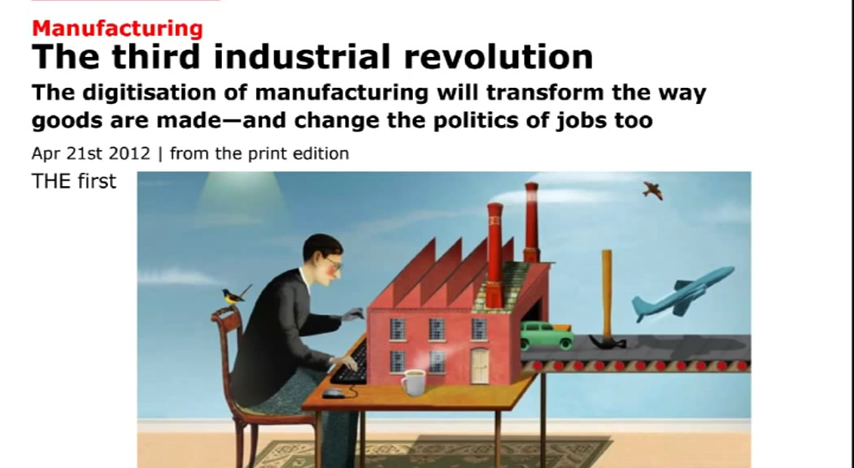 Manufacturing
The third industrial revolution
The digitisation of manufacturing will transform the way
goods are made—and change the politics of jobs too
Apr 21st 2012 | from the print edition
THE first